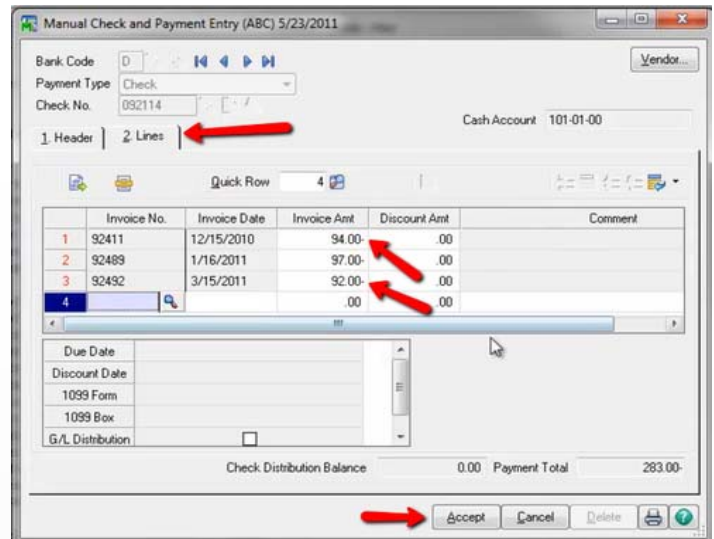 Manual Check and Payment Entry (ABC) 5/23/2011
Bank Code D
Vendor...
Payment Type Check
Check No. 092114
Cash Account 101-01-00
1. Header 2. Lines
Quick Row 4
Invoice No. Invoice Date Invoice Amt Discount Amt Comment
1 92411 12/15/2010 94.00- .00
2 92489 1/16/2011 97.00- .00
3 92492 3/15/2011 92.00- .00
4 .00 .00
Due Date
Discount Date
1099 Form
1099 Box
G/L Distribution
Check Distribution Balance 0.00 Payment Total 283.00-
Accept Cancel Delete